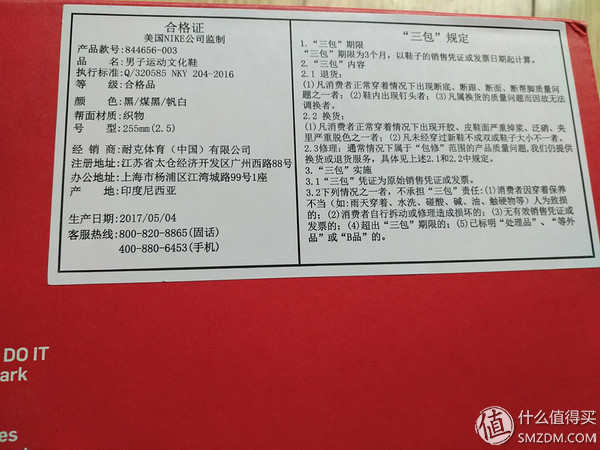 合格证
美国NIKE公司监制
产品款号:844656-003
品 名:男子运动文化鞋
执行标准:Q/320585 NKY 204-2016
等 级:合格品
颜 色:黑/煤黑/帆白
帮面材质:织物
号 型:255mm(2.5)
经 销 商:耐克体育（中国）有限公司
注册地址:江苏省太仓经济开发区广州西路88号
办公地址:上海市杨浦区江湾城路99号1座
产 地:印度尼西亚
生产日期:2017/05/04
客服热线:800-820-8865(固话)
400-880-6453(手机)
“三包”规定
1.“三包”期限
“三包”期限为3个月，以鞋子的销售凭证或发票日期起计算。
2.“三包”内容
2.1 退货:
(1)凡消费者正常穿着情况下出现断底、断跟、断面、断帮脚质量问
题之一者；(2)鞋内出现钉头者；(3)凡属换货的质量问题而因故无法
调换者。
2.2 换货:
(1)凡消费者正常穿着情况下出现开胶、皮鞋面严重掉浆、泛硝、夹
里严重脱色之一者；(2)凡未经穿过新鞋不成双或鞋子大小不一者。
2.3修理: 通常情况下属于“包修”范围的产品质量问题,我们仍提供
换货或退货服务，具体见上述2.1和2.2中规定。
3.“三包”实施
3.1“三包”凭证为原始销售凭证或发票。
3.2下列情况之一者，不承担“三包”责任:(1)消费者因穿着保养
不当(如:雨天穿着、水洗、碰酸、碱、油、触硬物等）人为致损
的；(2)消费者自行拆动或修理造成损坏的；(3)无有效销售凭证或
发票的；(4)超出“三包”期限的；(5)已标明“处理品”、“等外
品”或“B品”的。
DO IT
ark
es
值 什么值得买
SMZDM.COM